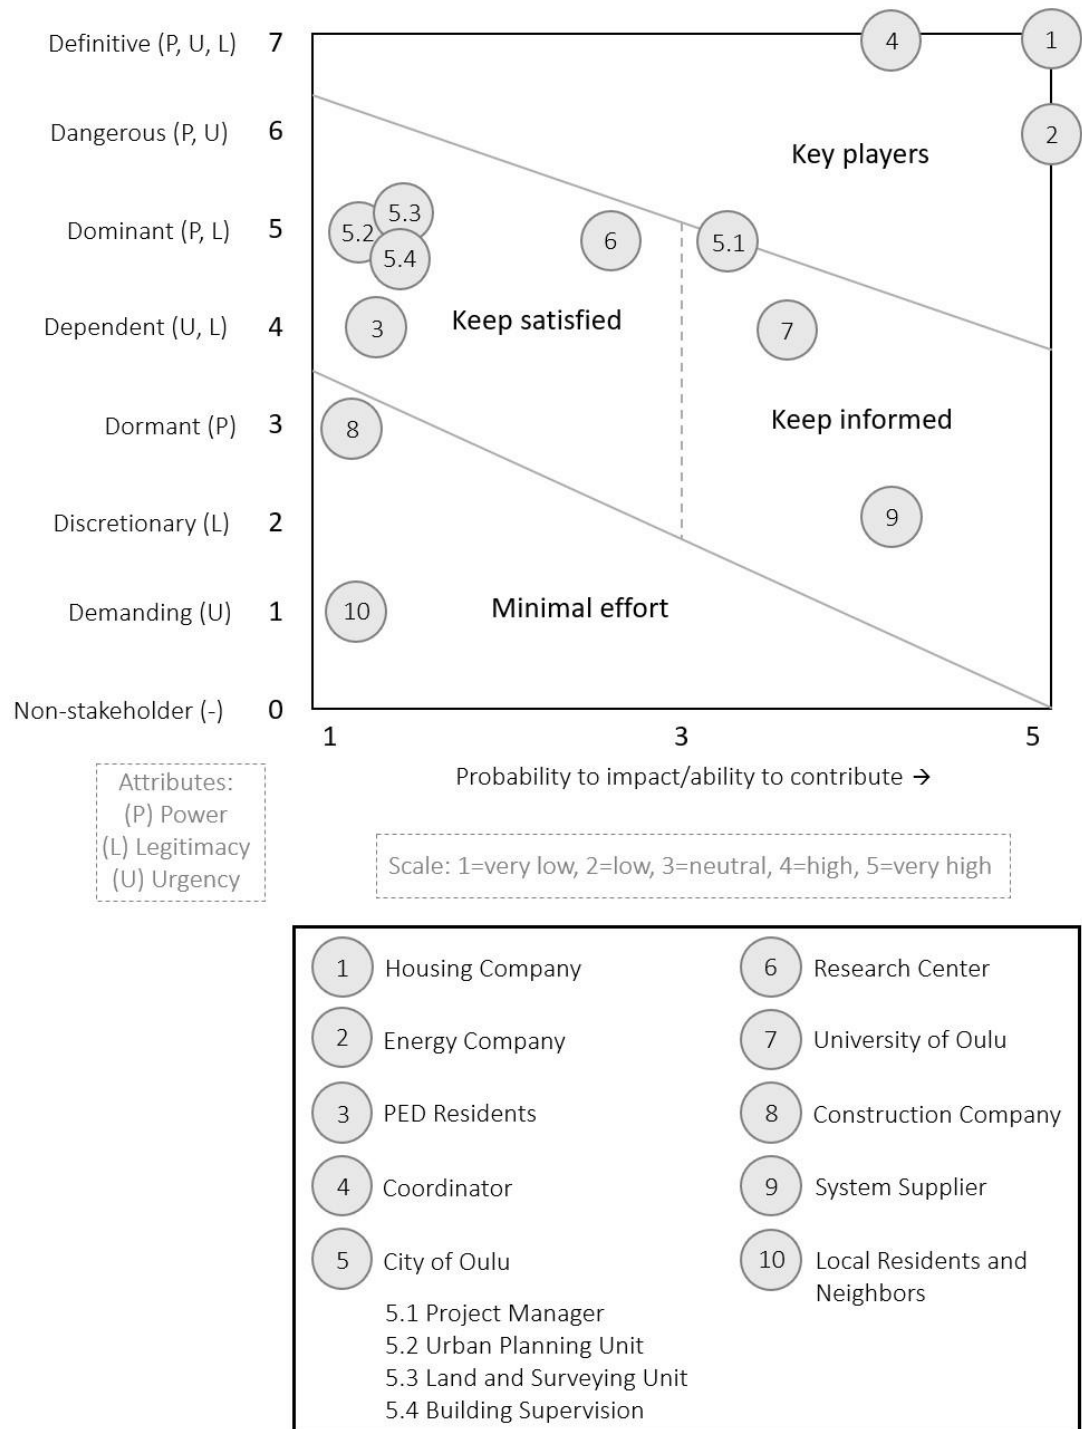 Definitive (P, U, L) 7
4
1
Dangerous (P, U) 6
2
Key players
Dominant (P, L) 5
5.3
5.2
5.4
6
5.1
Dependent (U, L) 4
3
Keep satisfied
7
Dormant (P) 3
8
Keep informed
Discretionary (L) 2
9
Demanding (U) 1
10
Minimal effort
Non-stakeholder (-) 0
1 3 5
Probability to impact/ability to contribute →
Attributes:
(P) Power
(L) Legitimacy
(U) Urgency
Scale: 1=very low, 2=low, 3=neutral, 4=high, 5=very high
1 Housing Company
2 Energy Company
3 PED Residents
4 Coordinator
5 City of Oulu
5.1 Project Manager
5.2 Urban Planning Unit
5.3 Land and Surveying Unit
5.4 Building Supervision
6 Research Center
7 University of Oulu
8 Construction Company
9 System Supplier
10 Local Residents and
Neighbors